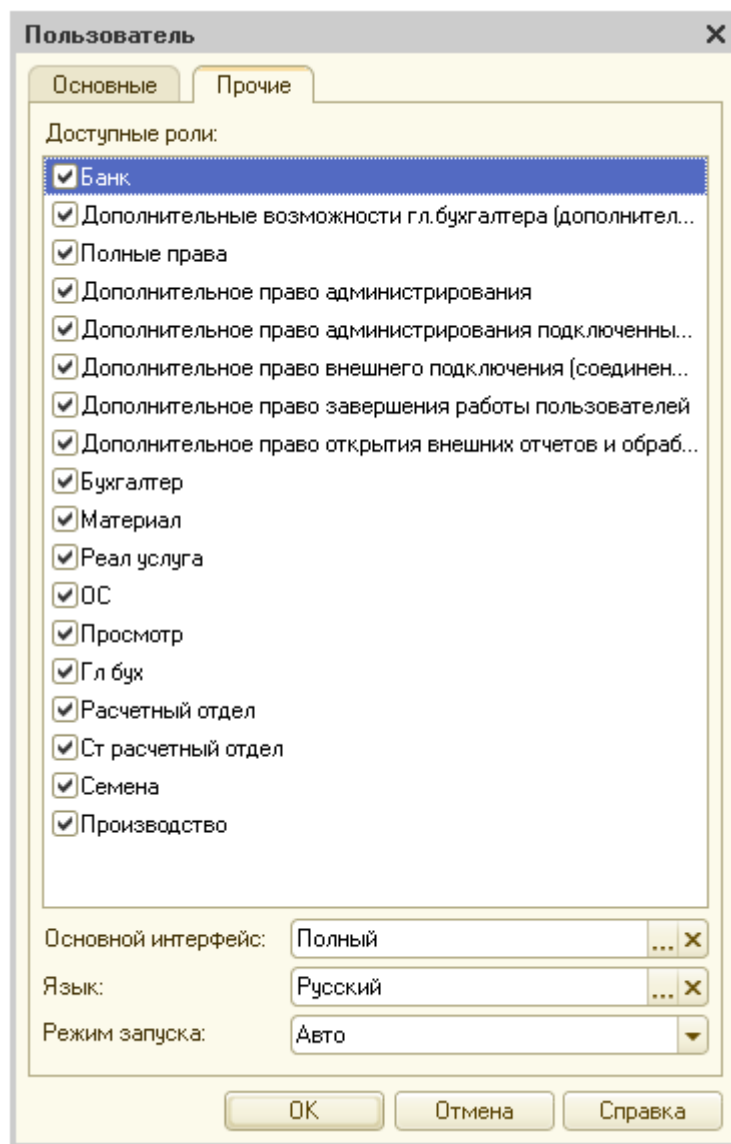 Пользователь
Основные Прочие
Доступные роли:
Банк
Дополнительные возможности гл.бухгалтера (дополнител...
Полные права
Дополнительное право администрирования
Дополнительное право администрирования подключенны...
Дополнительное право внешнего подключения (соединен...
Дополнительное право завершения работы пользователей
Дополнительное право открытия внешних отчетов и обраб...
Бухгалтер
Материал
Реал услуга
ОС
Просмотр
Гл бух
Расчетный отдел
Ст расчетный отдел
Семена
Производство
Основной интерфейс: Полный ...
Язык: Русский ...
Режим запуска: Авто
OK Отмена Справка